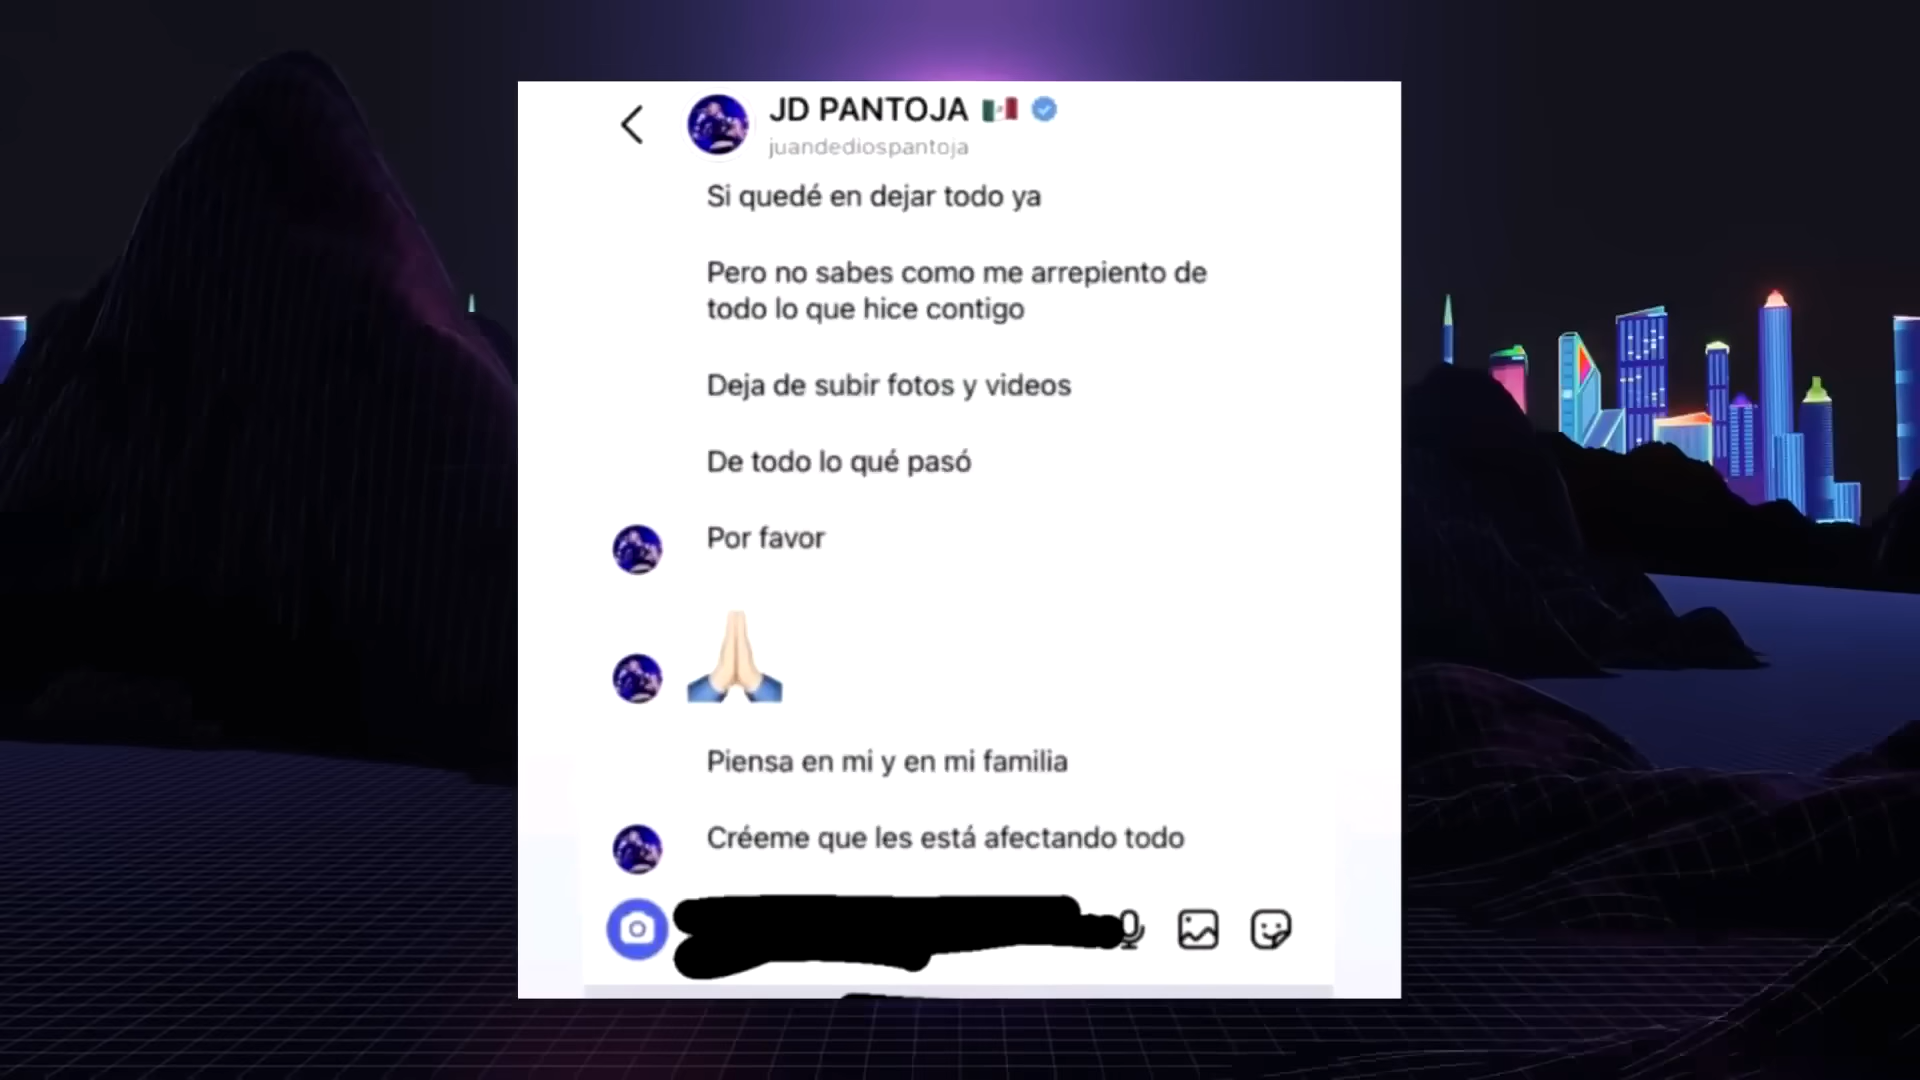 JD PANTOJA 🇲🇽
juandediospantoja
Si quedé en dejar todo ya
Pero no sabes como me arrepiento de
todo lo que hice contigo
Deja de subir fotos y videos
De todo lo qué pasó
Por favor
🙏🏻
Piensa en mi y en mi familia
Créeme que les está afectando todo